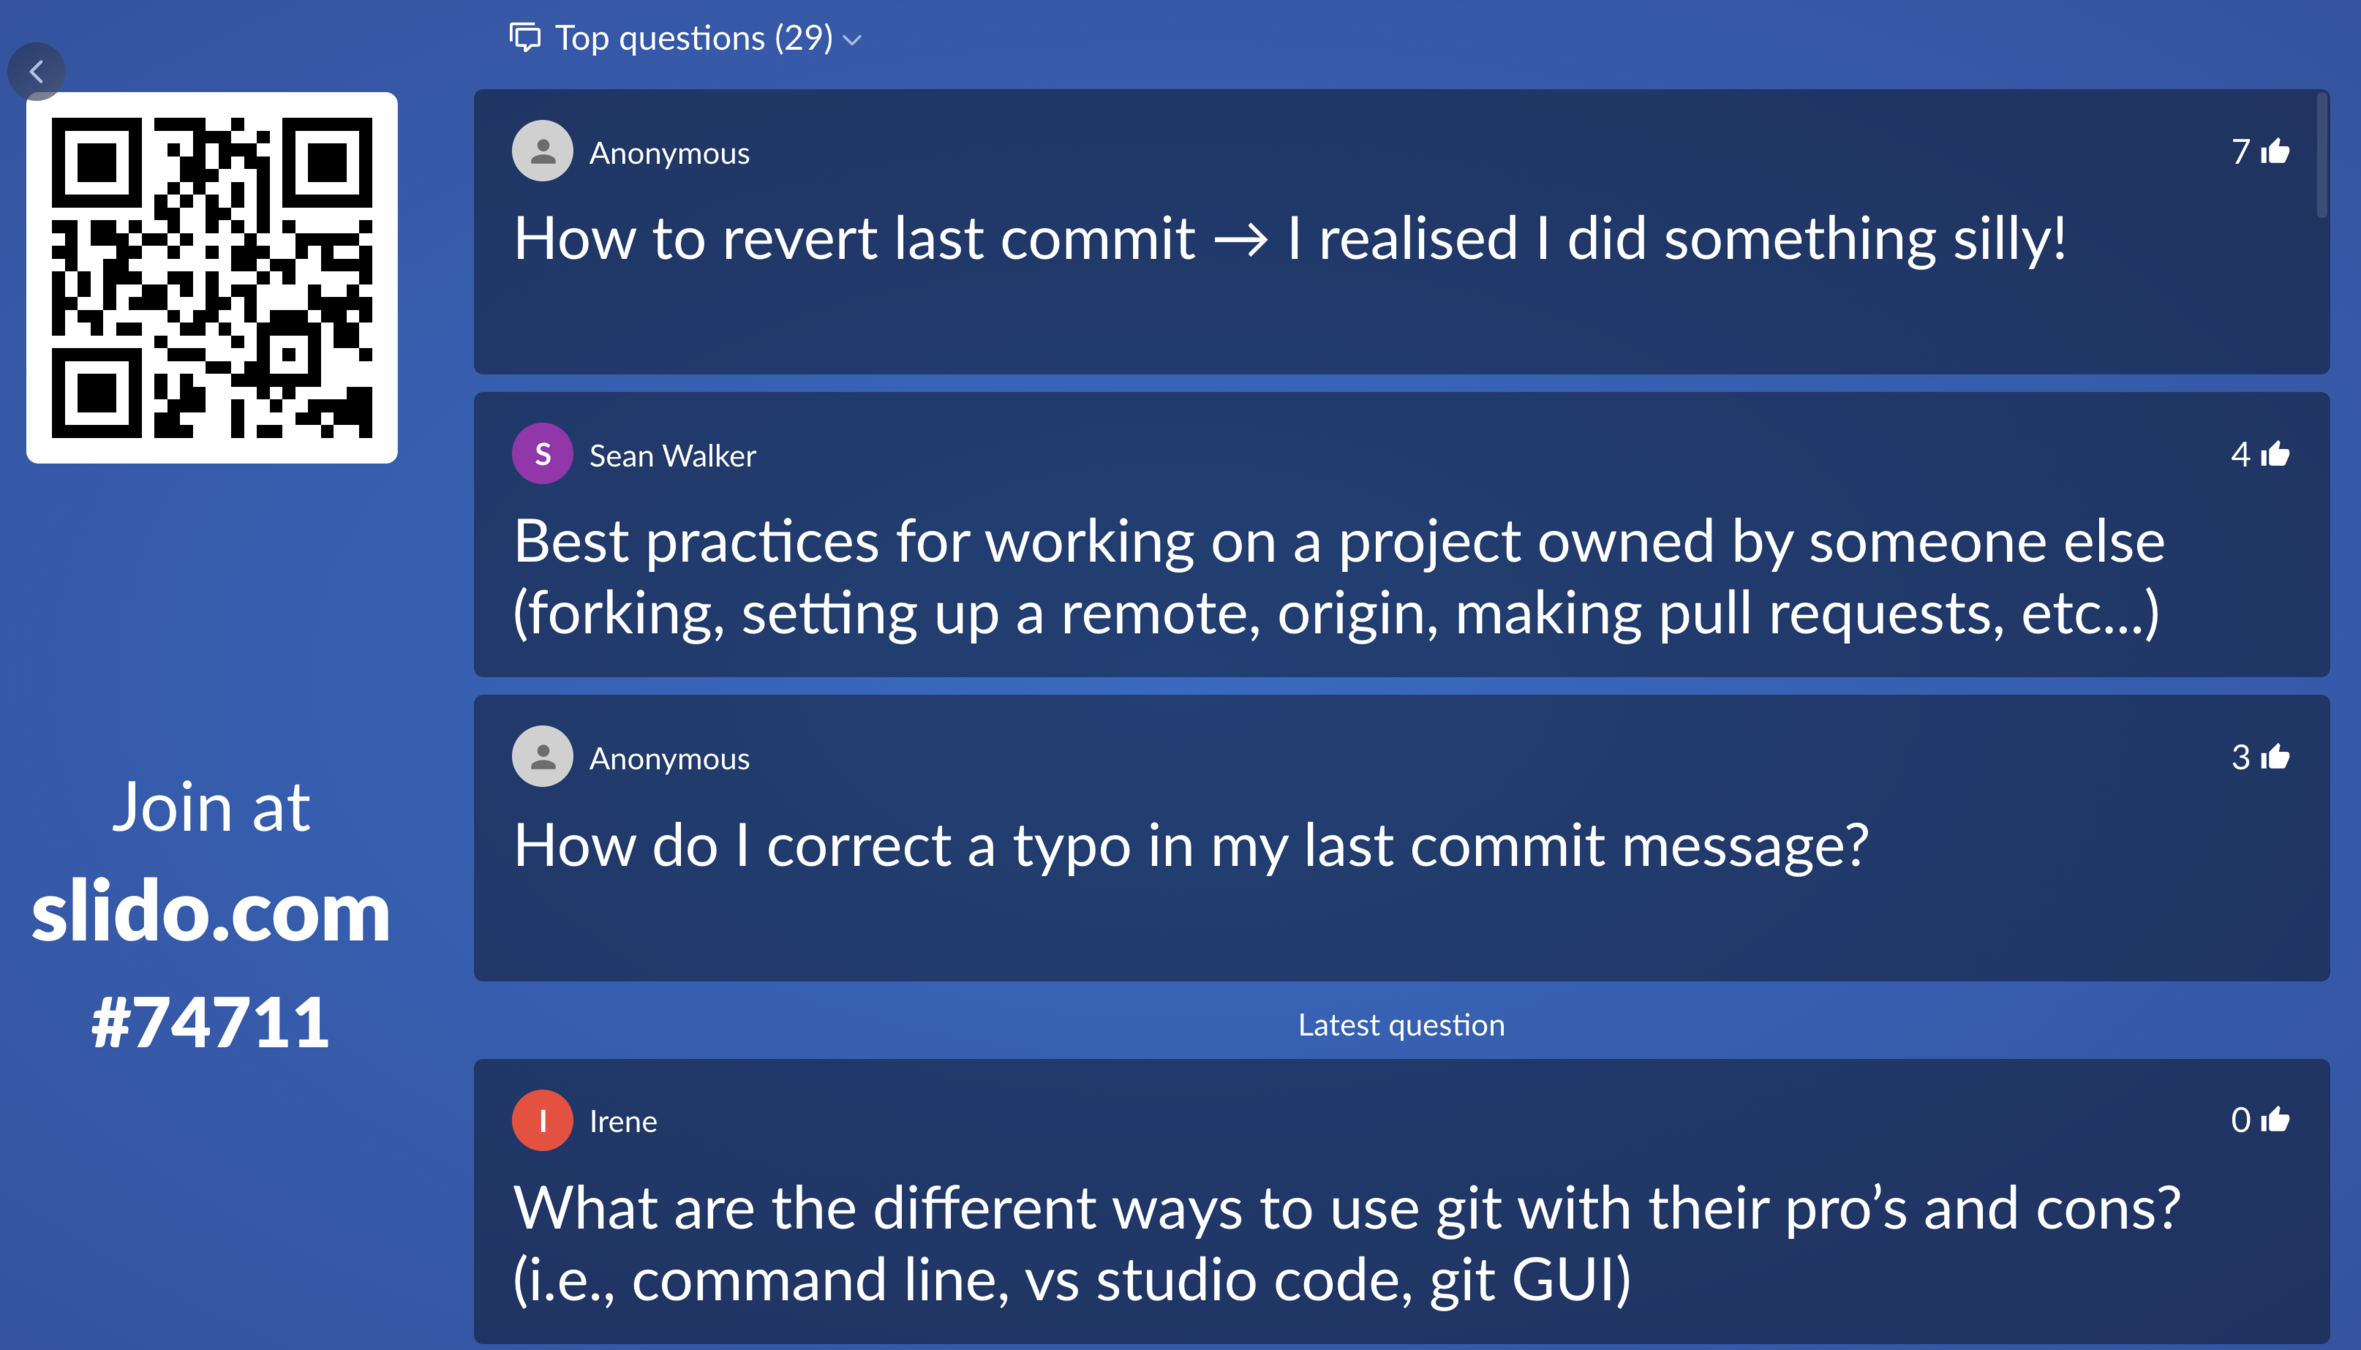 Top questions (29)
Anonymous
7
How to revert last commit → I realised I did something silly!
S
Sean Walker
4
Best practices for working on a project owned by someone else
(forking, setting up a remote, origin, making pull requests, etc...)
Anonymous
3
How do I correct a typo in my last commit message?
Latest question
I
Irene
0
What are the different ways to use git with their pro’s and cons?
(i.e., command line, vs studio code, git GUI)
Join at
slido.com
#74711